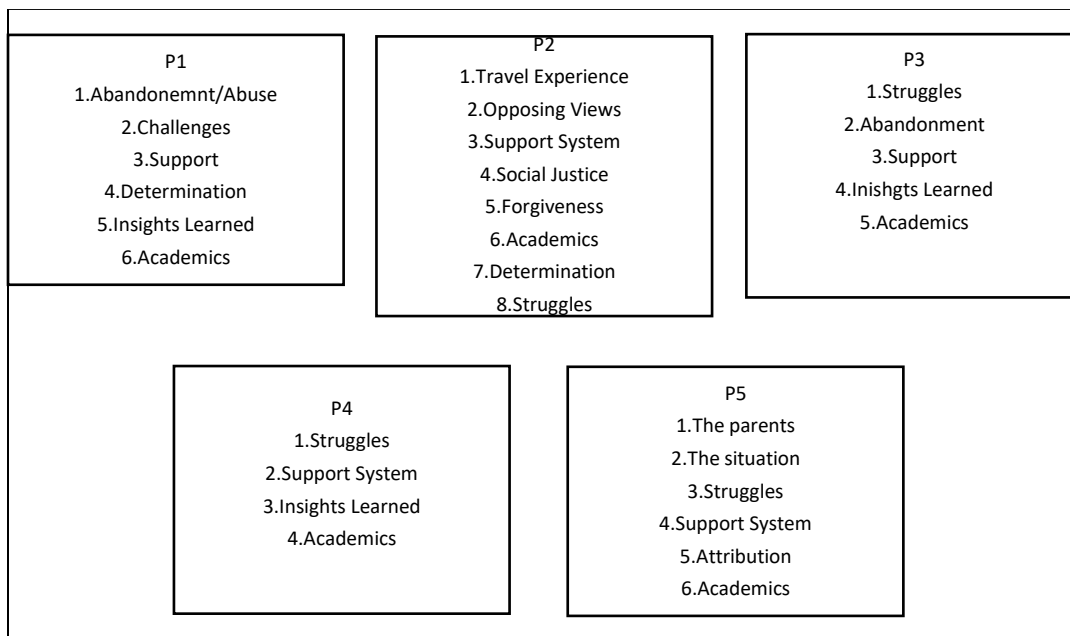 P1
1.Abandonemnt/Abuse
2.Challenges
3.Support
4.Determination
5.Insights Learned
6.Academics
P2
1.Travel Experience
2.Opposing Views
3.Support System
4.Social Justice
5.Forgiveness
6.Academics
7.Determination
8.Struggles
P3
1.Struggles
2.Abandonment
3.Support
4.Inishgts Learned
5.Academics
P4
1.Struggles
2.Support System
3.Insights Learned
4.Academics
P5
1.The parents
2.The situation
3.Struggles
4.Support System
5.Attribution
6.Academics